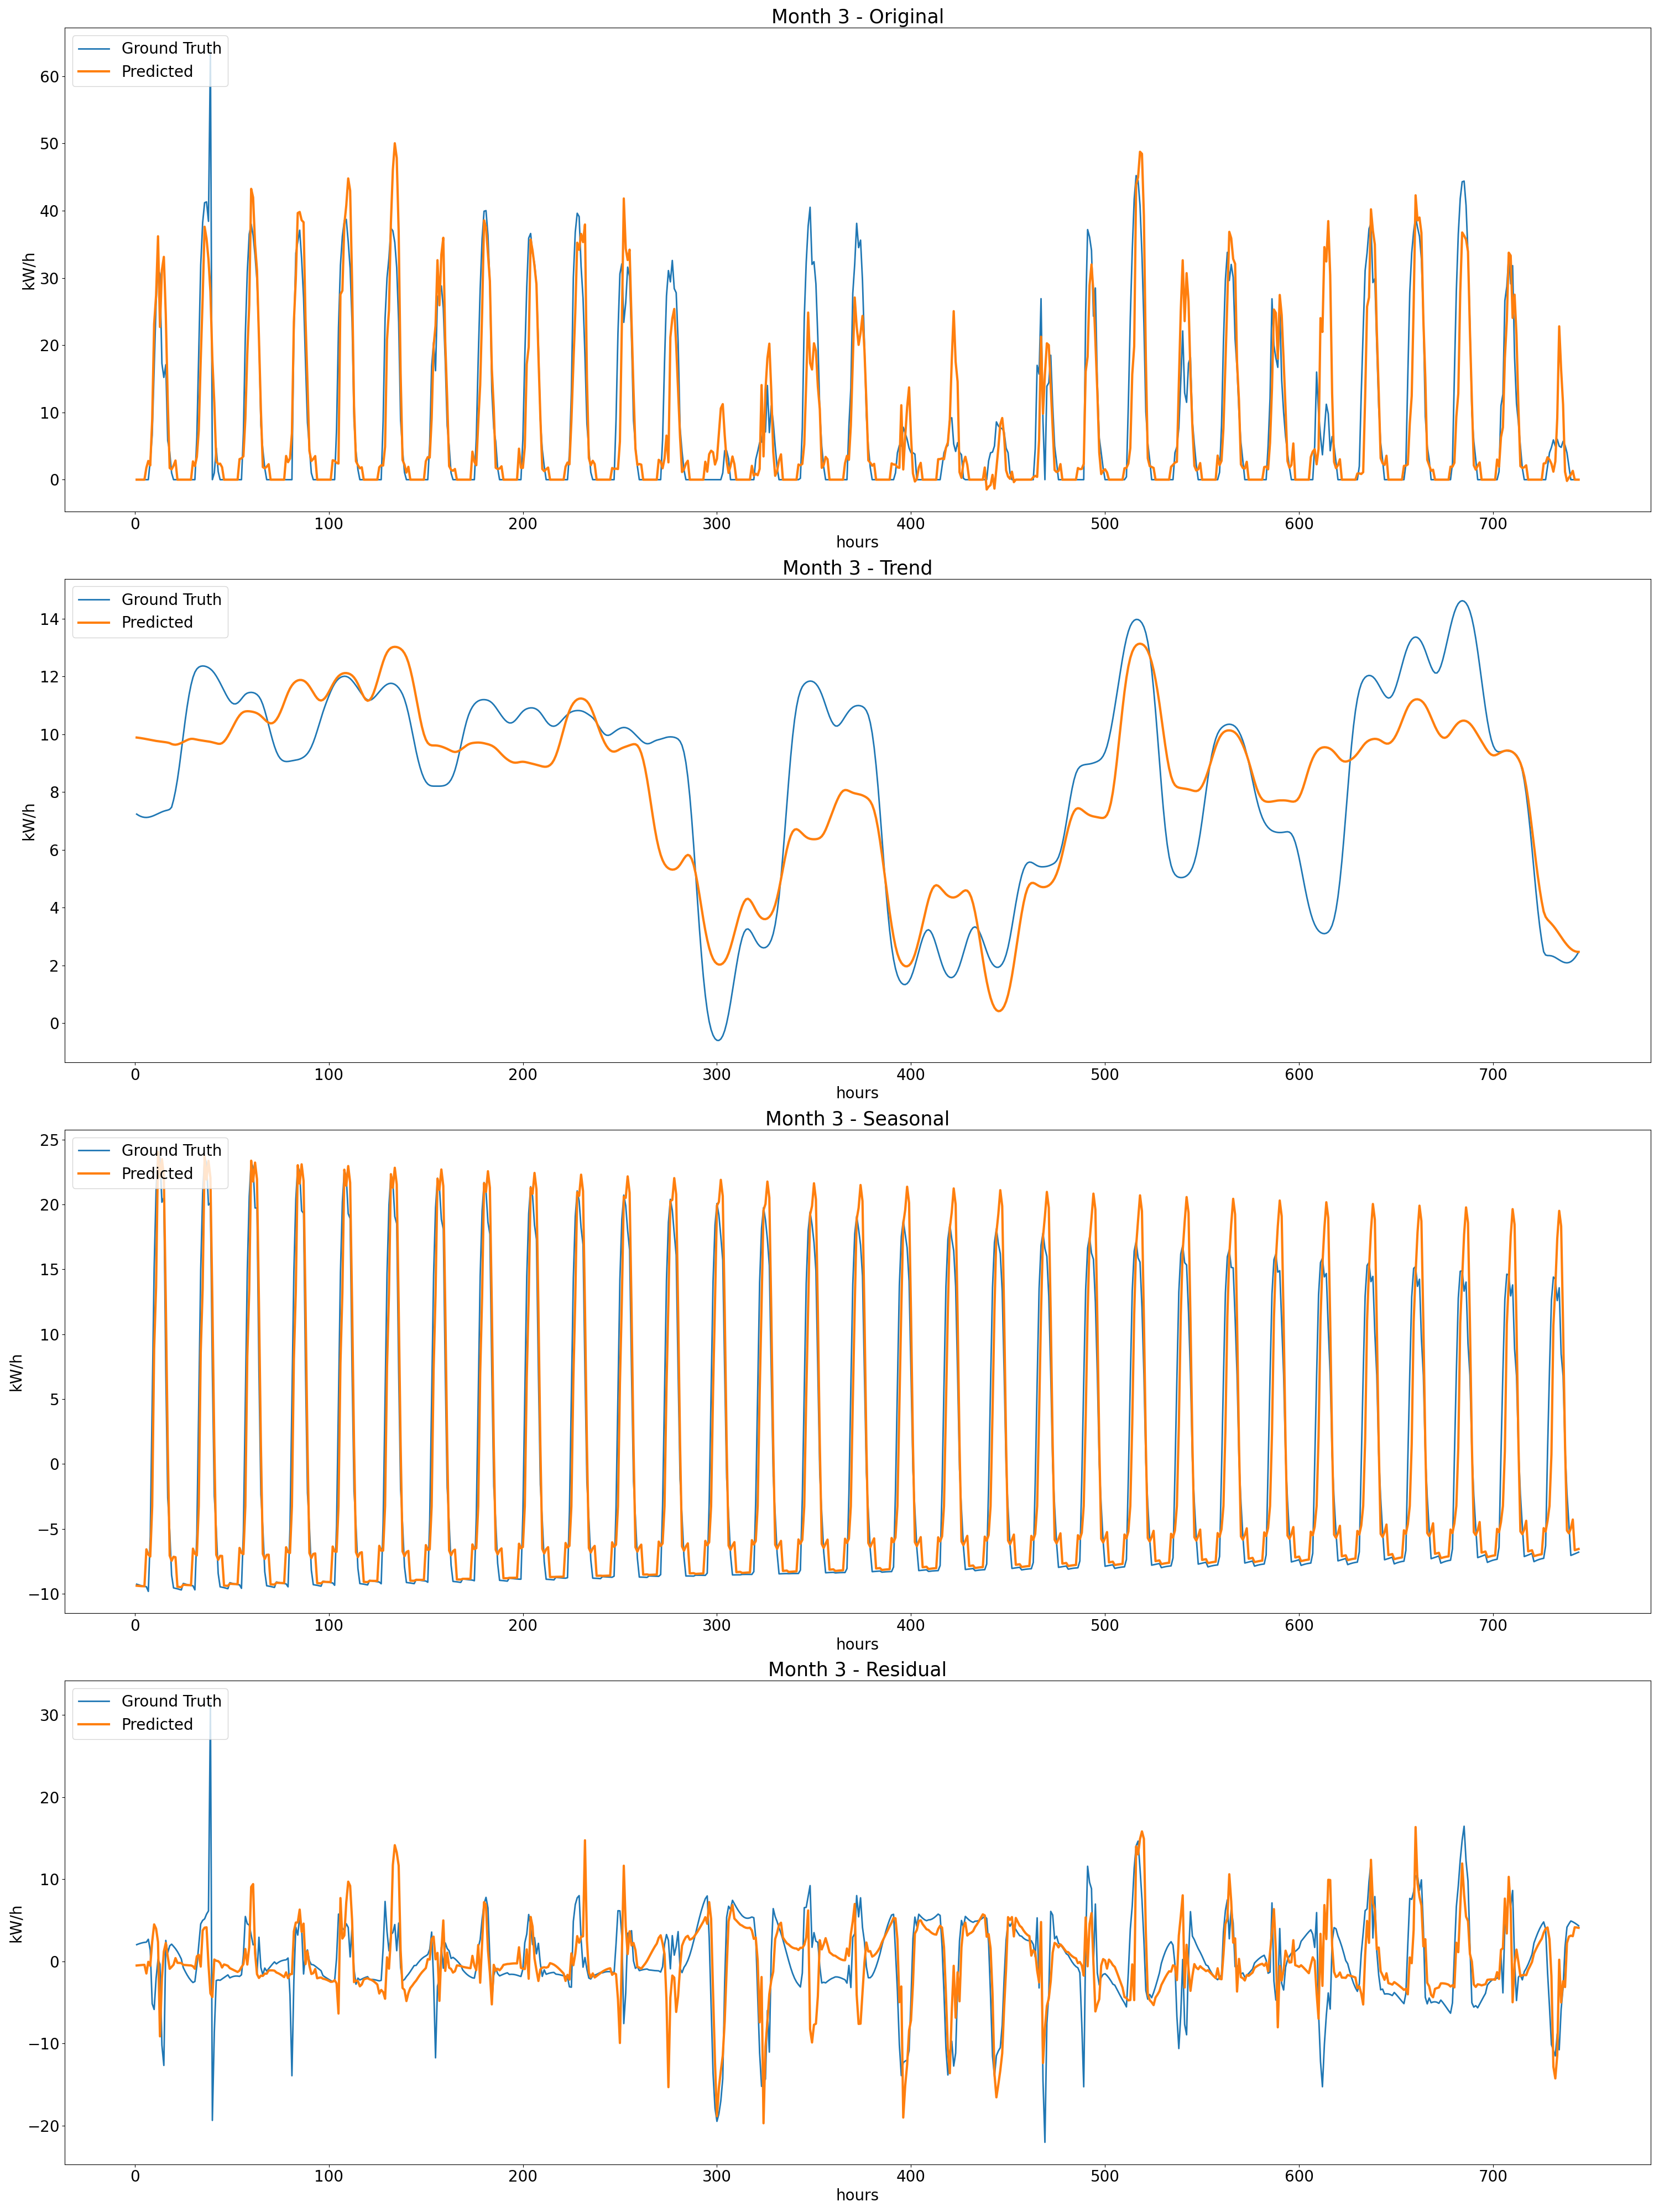 Month 3 - Original
Ground Truth
Predicted
60
50
40
30
20
10
0
kW/h
0 100 200 300 400 500 600 700
hours
Month 3 - Trend
Ground Truth
Predicted
14
12
10
8
6
4
2
0
kW/h
0 100 200 300 400 500 600 700
hours
Month 3 - Seasonal
Ground Truth
Predicted
25
20
15
10
5
0
−5
−10
kW/h
0 100 200 300 400 500 600 700
hours
Month 3 - Residual
Ground Truth
Predicted
30
20
10
0
−10
−20
kW/h
0 100 200 300 400 500 600 700
hours